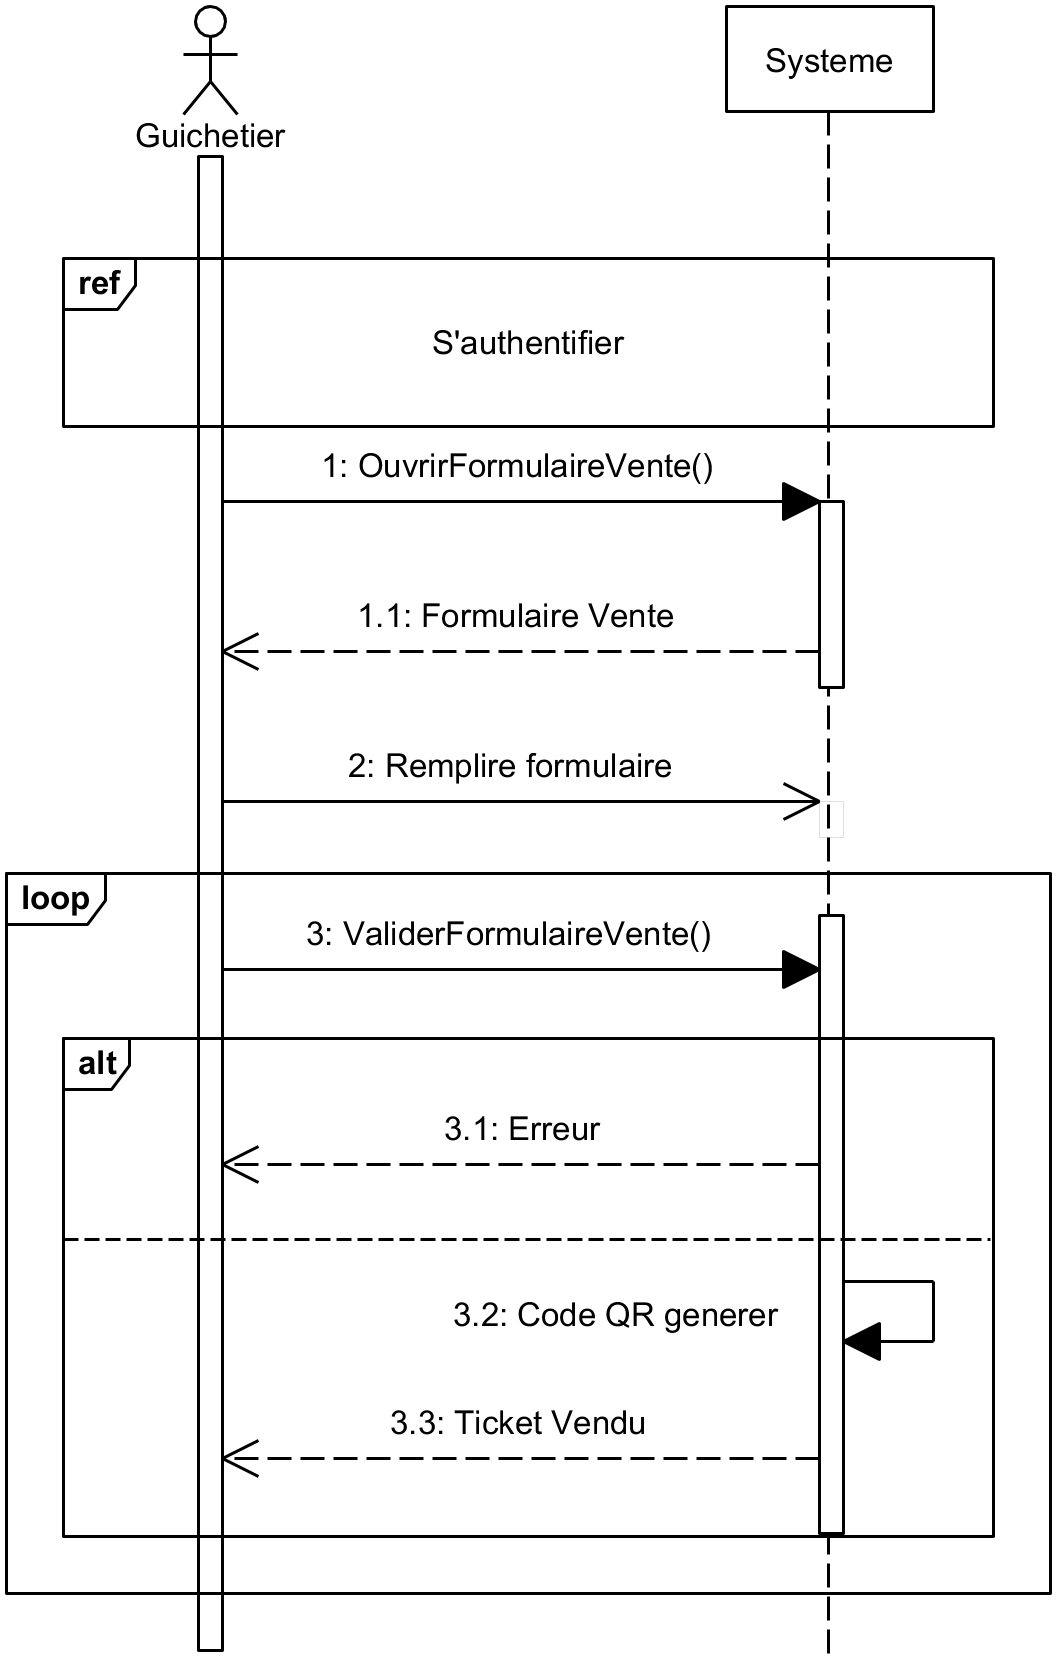 Guichetier
Systeme
ref
S'authentifier
1: OuvrirFormulaireVente()
1.1: Formulaire Vente
2: Remplire formulaire
loop
3: ValiderFormulaireVente()
alt
3.1: Erreur
3.2: Code QR generer
3.3: Ticket Vendu